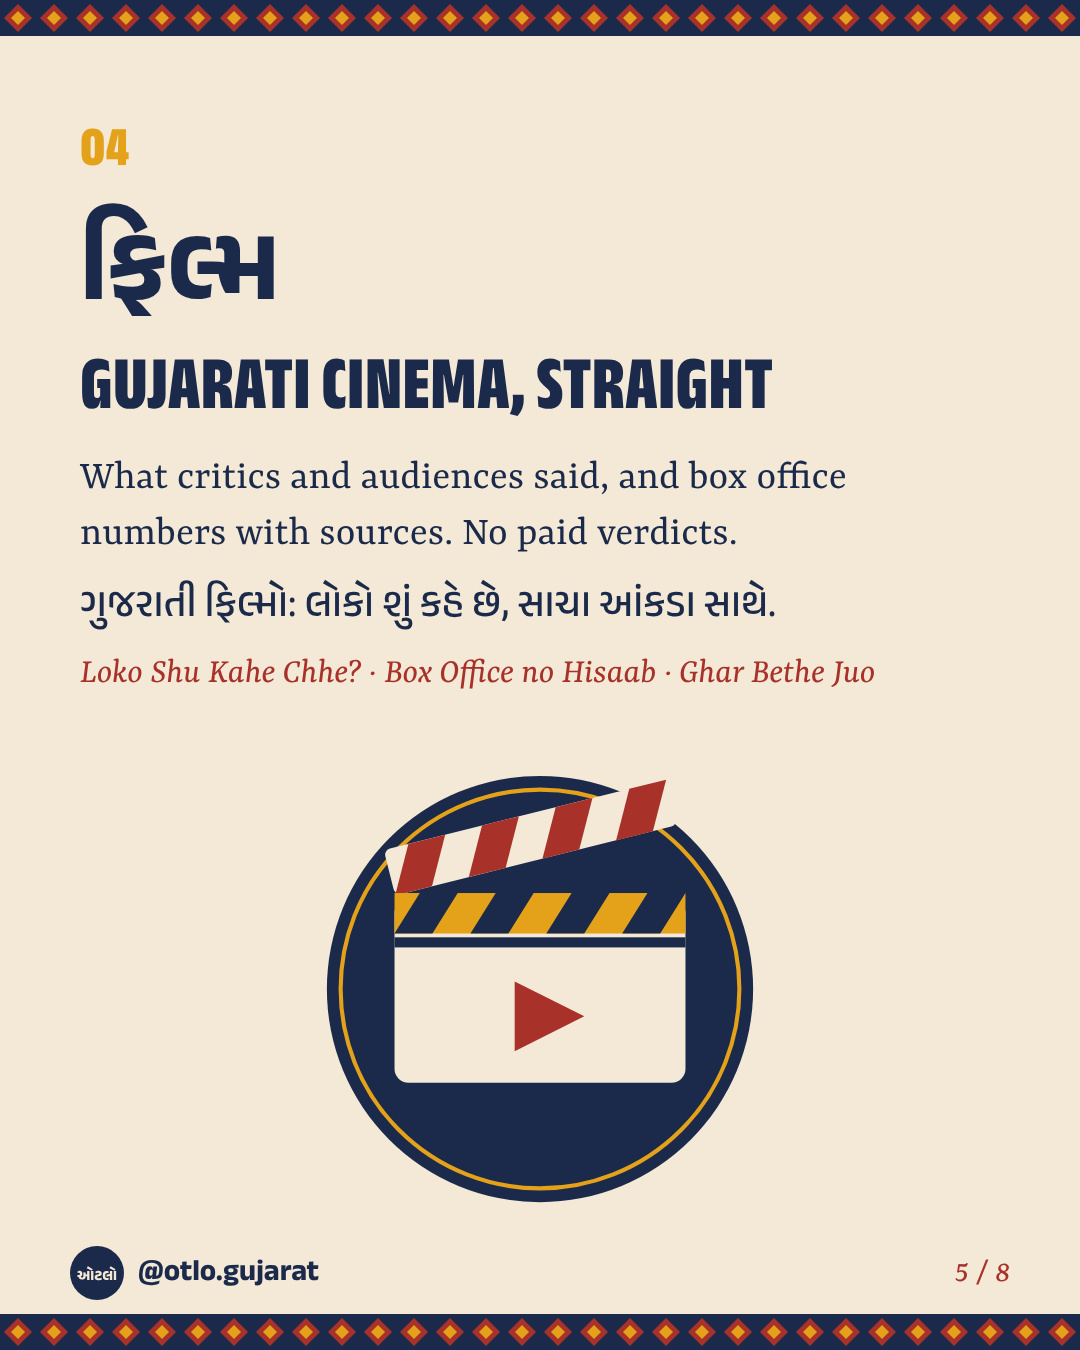 04
ફિલ્મ
GUJARATI CINEMA, STRAIGHT
What critics and audiences said, and box office
numbers with sources. No paid verdicts.
ગુજરાતી ફિલ્મો: લોકો શું કહે છે, સાચા આંકડા સાથે.
Loko Shu Kahe Chhe? · Box Office no Hisaab · Ghar Bethe Juo
ઓટલો @otlo.gujarat
5 / 8